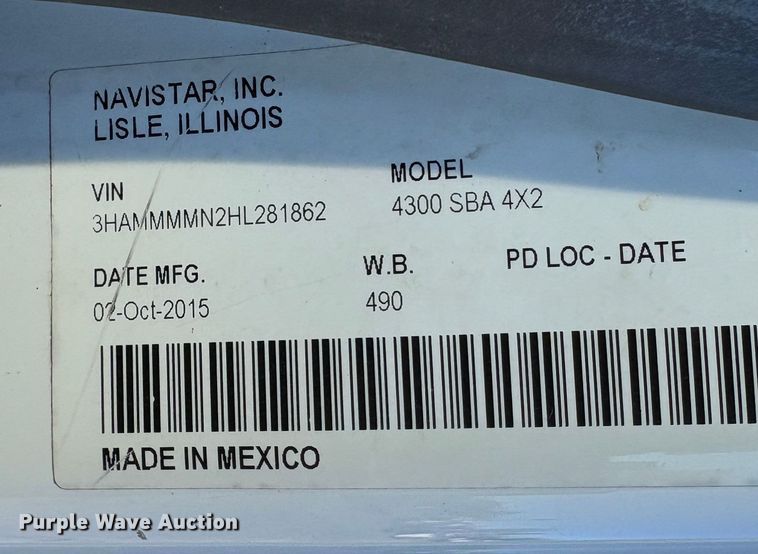 NAVISTAR, INC.
LISLE, ILLINOIS
VIN
3HAMMMMN2HL281862
MODEL
4300 SBA 4X2
DATE MFG.
02-Oct-2015
W.B.
490
PD LOC - DATE
MADE IN MEXICO
Purple Wave Auction